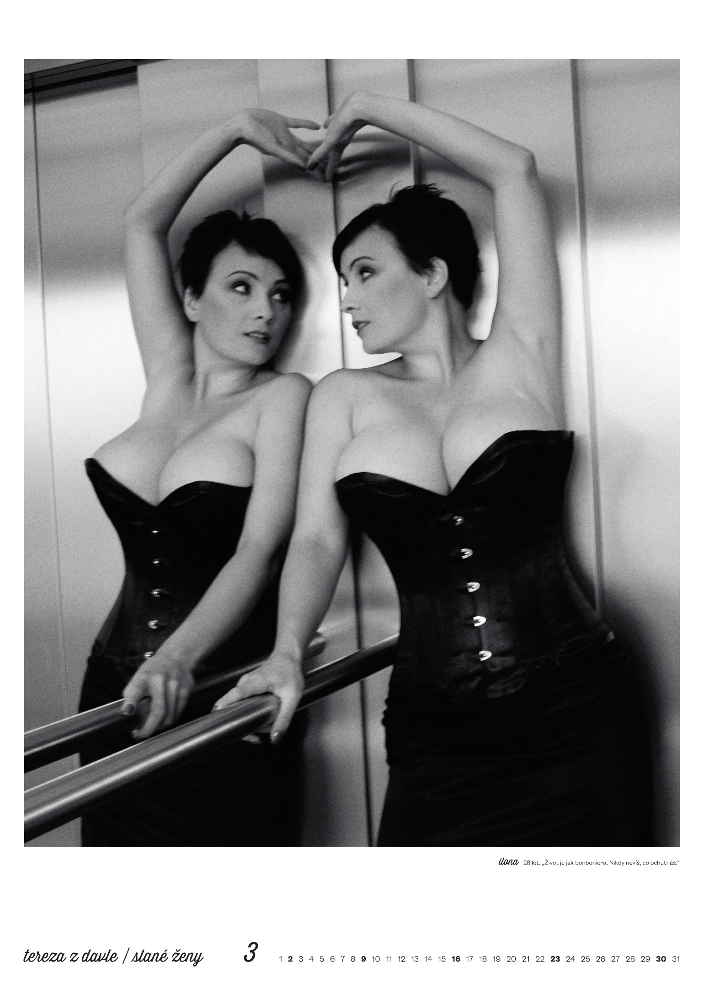 ilona 28 let. „Život je jak bonboniera. Nikdy nevíš, co ochutnáš.“
tereza z davle / slané ženy 3 1 2 3 4 5 6 7 8 9 10 11 12 13 14 15 16 17 18 19 20 21 22 23 24 25 26 27 28 29 30 31